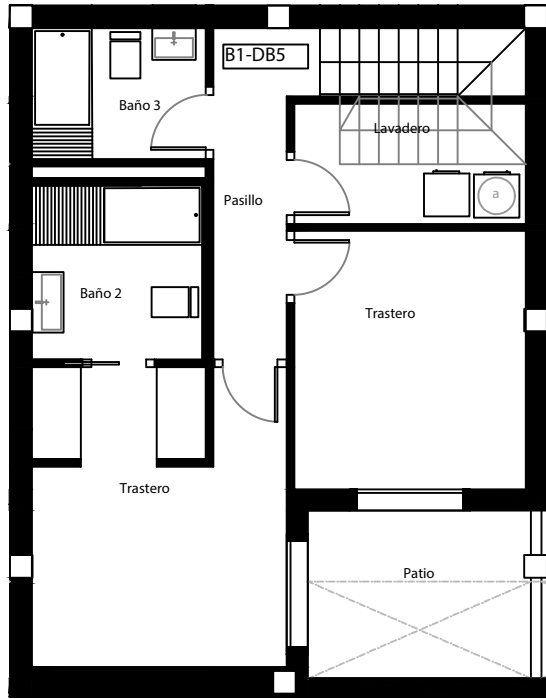 B1-DB5
Baño 3
Lavadero
a
Pasillo
Baño 2
Trastero
Trastero
Patio